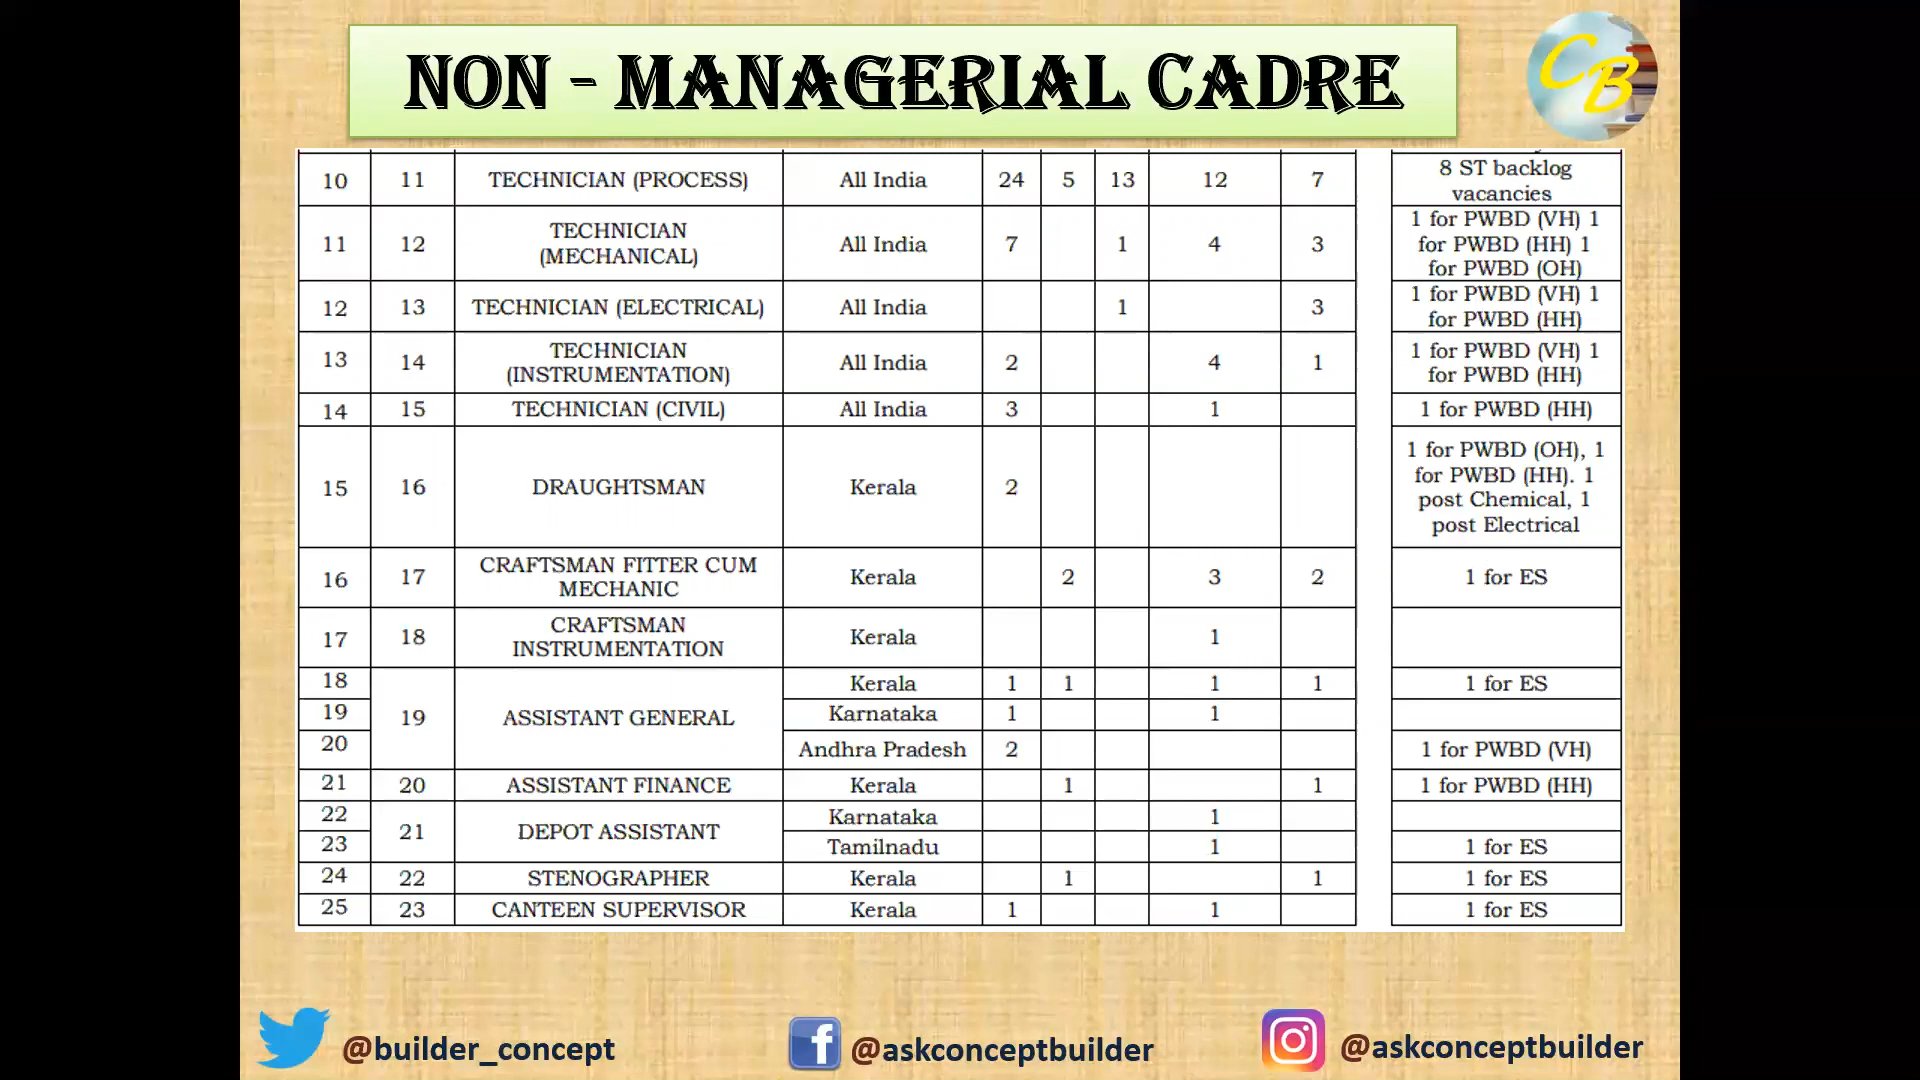 NON - MANAGERIAL CADRE
CB
10 11 TECHNICIAN (PROCESS) All India 24 5 13 12 7 8 ST backlog vacancies
11 12 TECHNICIAN (MECHANICAL) All India 7 1 4 3 1 for PWBD (VH) 1 for PWBD (HH) 1 for PWBD (OH)
12 13 TECHNICIAN (ELECTRICAL) All India 1 3 1 for PWBD (VH) 1 for PWBD (HH)
13 14 TECHNICIAN (INSTRUMENTATION) All India 2 4 1 1 for PWBD (VH) 1 for PWBD (HH)
14 15 TECHNICIAN (CIVIL) All India 3 1 1 for PWBD (HH)
15 16 DRAUGHTSMAN Kerala 2 1 for PWBD (OH), 1 for PWBD (HH). 1 post Chemical, 1 post Electrical
16 17 CRAFTSMAN FITTER CUM MECHANIC Kerala 2 3 2 1 for ES
17 18 CRAFTSMAN INSTRUMENTATION Kerala 1
18 19 ASSISTANT GENERAL Kerala 1 1 1 1 1 for ES
19 Karnataka 1 1
20 Andhra Pradesh 2 1 for PWBD (VH)
21 20 ASSISTANT FINANCE Kerala 1 1 1 for PWBD (HH)
22 21 DEPOT ASSISTANT Karnataka 1
23 Tamilnadu 1 1 for ES
24 22 STENOGRAPHER Kerala 1 1 1 for ES
25 23 CANTEEN SUPERVISOR Kerala 1 1 1 for ES
@builder_concept @askconceptbuilder @askconceptbuilder